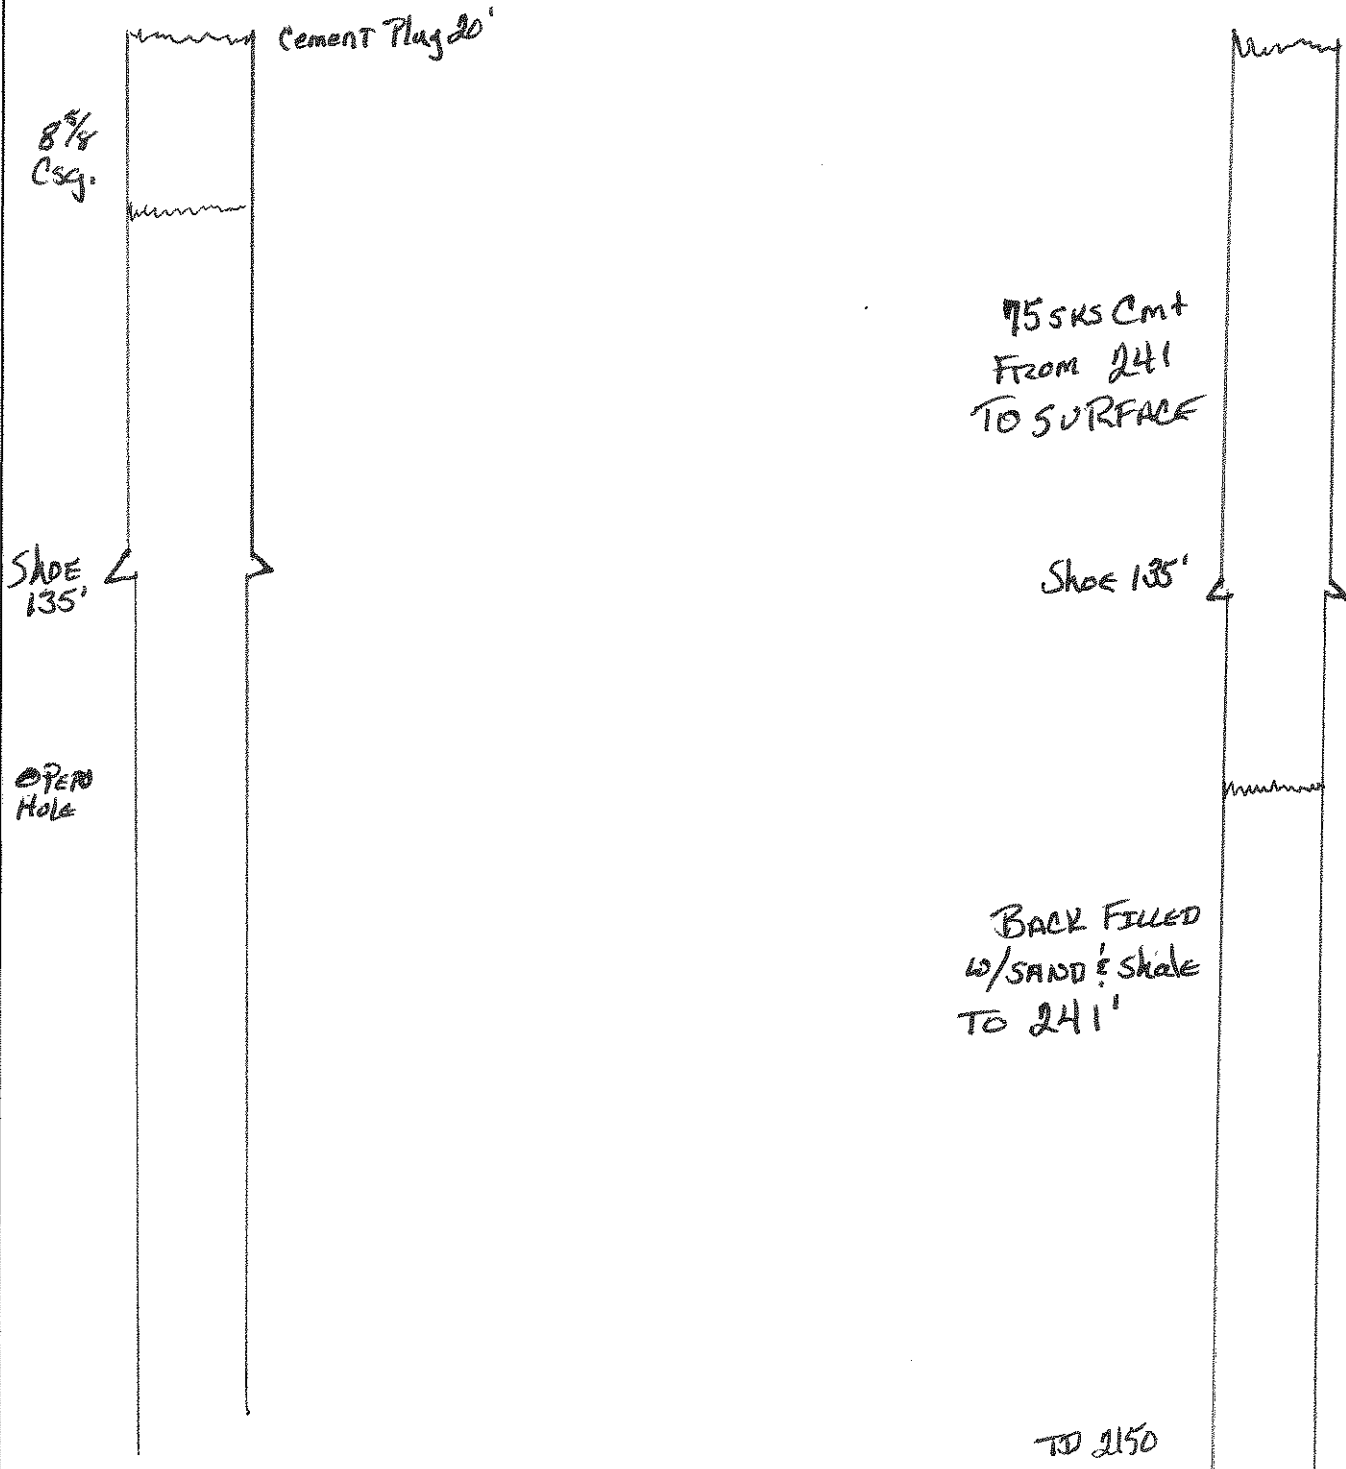 Cement Plug 20'
8 5/8
Csg.
Shoe
135'
OPEN
Hole
75 sks Cmt
From 241
TO SURFACE
Shoe 135'
BACK FILLED
w/SAND & Shale
TO 241'
TD 2150